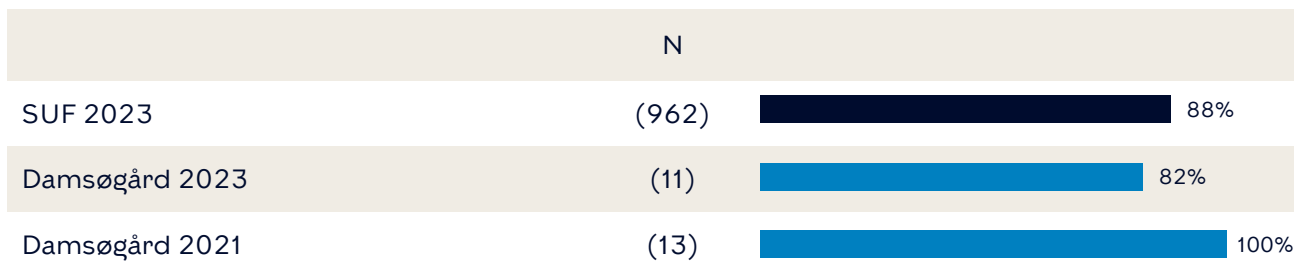 N
SUF 2023 (962) 88%
Damsøgård 2023 (11) 82%
Damsøgård 2021 (13) 100%